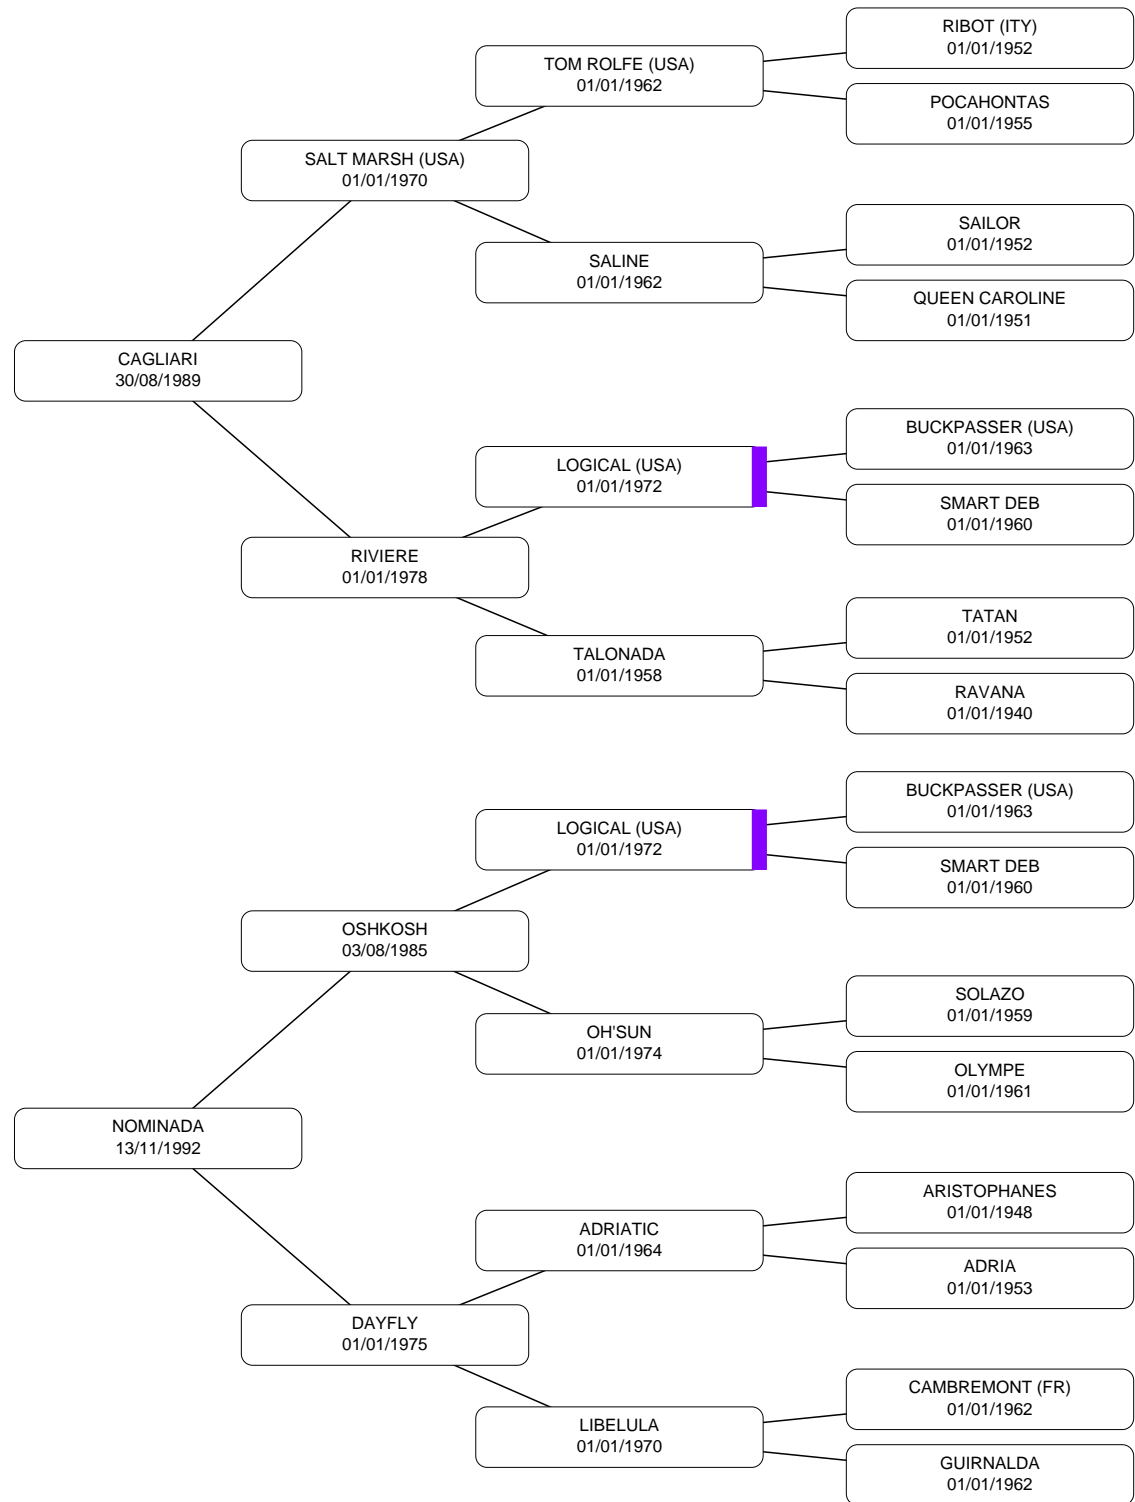 RIBOT (ITY)
01/01/1952
TOM ROLFE (USA)
01/01/1962
POCAHONTAS
01/01/1955
SALT MARSH (USA)
01/01/1970
SAILOR
01/01/1952
SALINE
01/01/1962
QUEEN CAROLINE
01/01/1951
CAGLIARI
30/08/1989
BUCKPASSER (USA)
01/01/1963
LOGICAL (USA)
01/01/1972
SMART DEB
01/01/1960
RIVIERE
01/01/1978
TATAN
01/01/1952
TALONADA
01/01/1958
RAVANA
01/01/1940
BUCKPASSER (USA)
01/01/1963
LOGICAL (USA)
01/01/1972
SMART DEB
01/01/1960
OSHKOSH
03/08/1985
SOLAZO
01/01/1959
OH'SUN
01/01/1974
OLYMPE
01/01/1961
NOMINADA
13/11/1992
ARISTOPHANES
01/01/1948
ADRIATIC
01/01/1964
ADRIA
01/01/1953
DAYFLY
01/01/1975
CAMBREMONT (FR)
01/01/1962
LIBELULA
01/01/1970
GUIRNALDA
01/01/1962